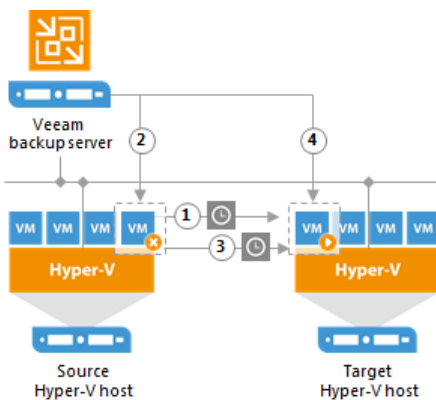 Veeam
backup server
2
4
1
3
VM VM VM VM
VM VM VM VM
Hyper-V
Hyper-V
Source
Hyper-V host
Target
Hyper-V host